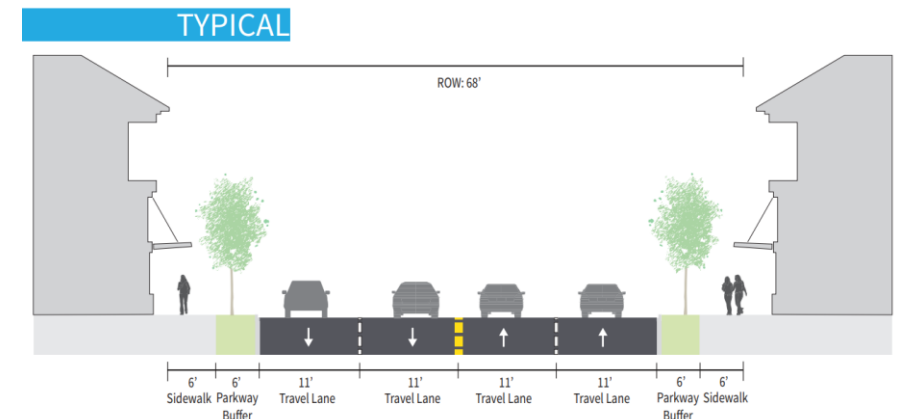 TYPICAL
ROW: 68’
6’ 6’ 11’ 11’ 11’ 11’ 6’ 6’
Sidewalk Parkway Travel Lane Travel Lane Travel Lane Travel Lane Parkway Sidewalk
Buffer Buffer